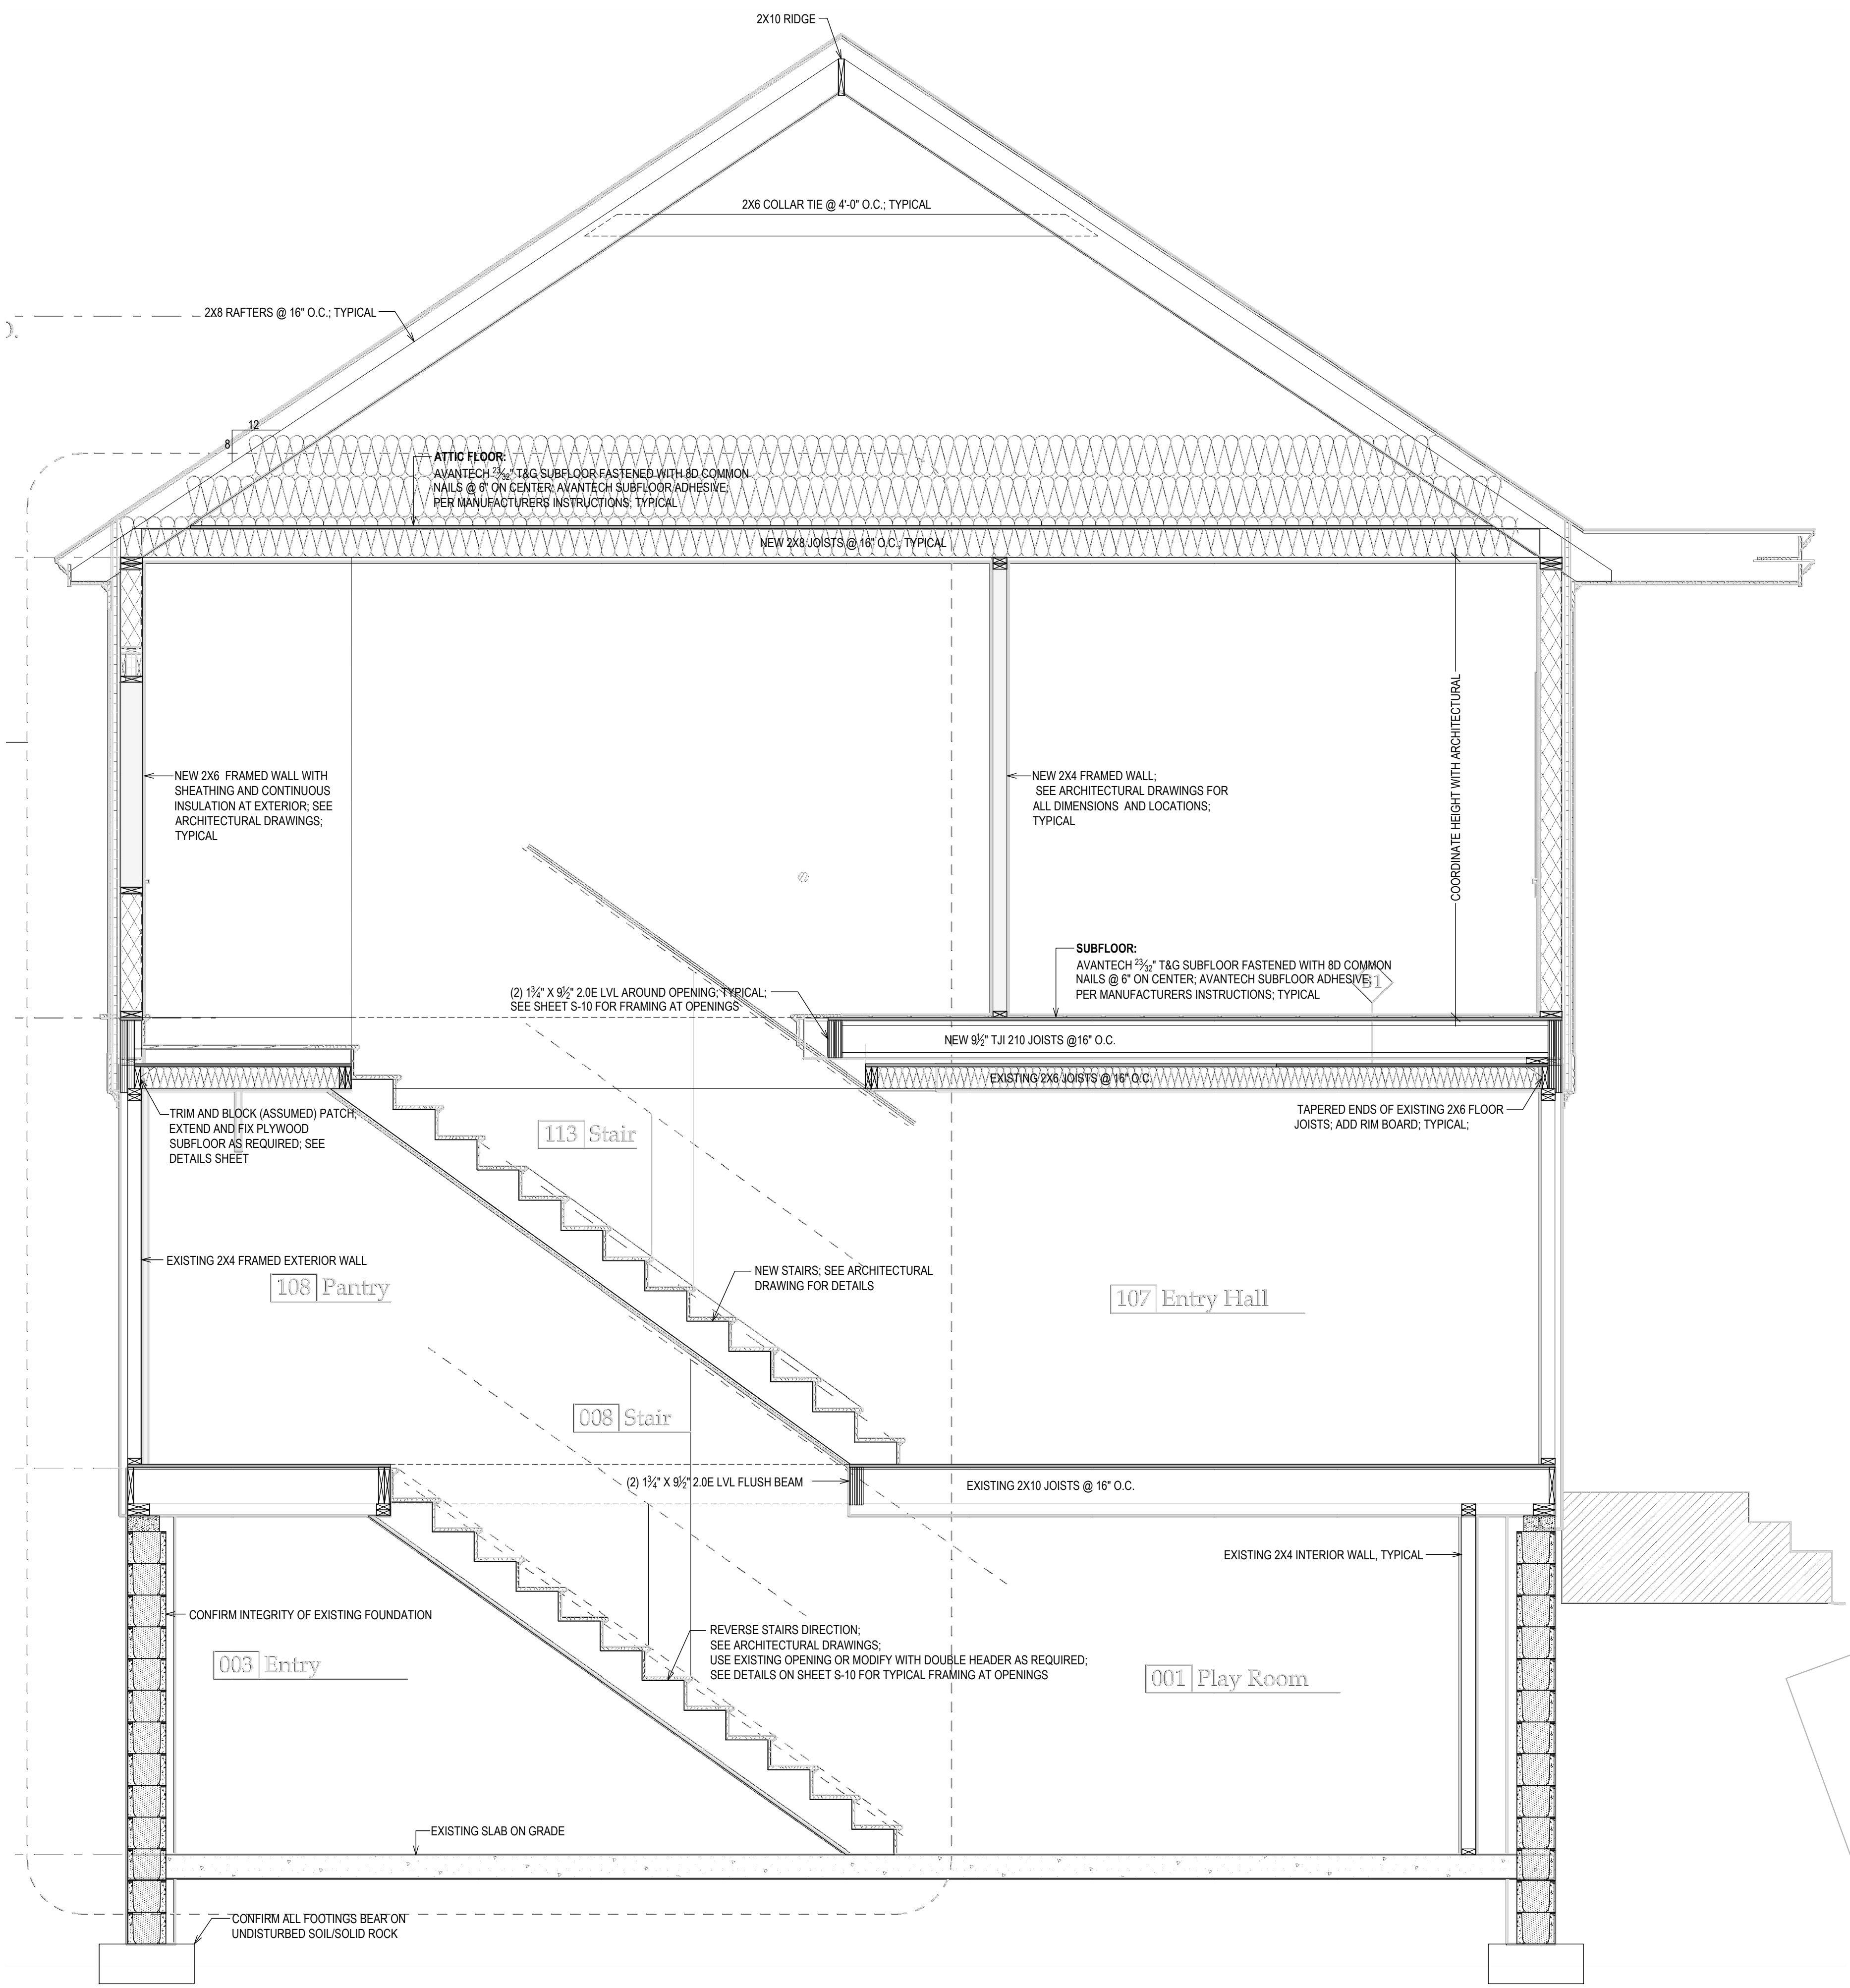 2X10 RIDGE
2X6 COLLAR TIE @ 4'-0" O.C.; TYPICAL
2X8 RAFTERS @ 16" O.C.; TYPICAL
12
8
ATTIC FLOOR:
AVANTECH 23/32" T&G SUBFLOOR FASTENED WITH 8D COMMON
NAILS @ 6" ON CENTER; AVANTECH SUBFLOOR ADHESIVE;
PER MANUFACTURERS INSTRUCTIONS; TYPICAL
NEW 2X8 JOISTS @ 16" O.C.; TYPICAL
NEW 2X6 FRAMED WALL WITH
SHEATHING AND CONTINUOUS
INSULATION AT EXTERIOR; SEE
ARCHITECTURAL DRAWINGS;
TYPICAL
NEW 2X4 FRAMED WALL;
SEE ARCHITECTURAL DRAWINGS FOR
ALL DIMENSIONS AND LOCATIONS;
TYPICAL
COORDINATE HEIGHT WITH ARCHITECTURAL
SUBFLOOR:
AVANTECH 23/32" T&G SUBFLOOR FASTENED WITH 8D COMMON
NAILS @ 6" ON CENTER; AVANTECH SUBFLOOR ADHESIVE;
PER MANUFACTURERS INSTRUCTIONS; TYPICAL
B1
(2) 1¾" X 9½" 2.0E LVL AROUND OPENING; TYPICAL;
SEE SHEET S-10 FOR FRAMING AT OPENINGS
NEW 9½" TJI 210 JOISTS @16" O.C.
EXISTING 2X6 JOISTS @ 16" O.C.
TRIM AND BLOCK (ASSUMED) PATCH,
EXTEND AND FIX PLYWOOD
SUBFLOOR AS REQUIRED; SEE
DETAILS SHEET
TAPERED ENDS OF EXISTING 2X6 FLOOR
JOISTS; ADD RIM BOARD; TYPICAL;
113 Stair
EXISTING 2X4 FRAMED EXTERIOR WALL
108 Pantry
NEW STAIRS; SEE ARCHITECTURAL
DRAWING FOR DETAILS
107 Entry Hall
008 Stair
(2) 1¾" X 9½" 2.0E LVL FLUSH BEAM
EXISTING 2X10 JOISTS @ 16" O.C.
EXISTING 2X4 INTERIOR WALL, TYPICAL
CONFIRM INTEGRITY OF EXISTING FOUNDATION
003 Entry
REVERSE STAIRS DIRECTION;
SEE ARCHITECTURAL DRAWINGS;
USE EXISTING OPENING OR MODIFY WITH DOUBLE HEADER AS REQUIRED;
SEE DETAILS ON SHEET S-10 FOR TYPICAL FRAMING AT OPENINGS
001 Play Room
EXISTING SLAB ON GRADE
CONFIRM ALL FOOTINGS BEAR ON
UNDISTURBED SOIL/SOLID ROCK